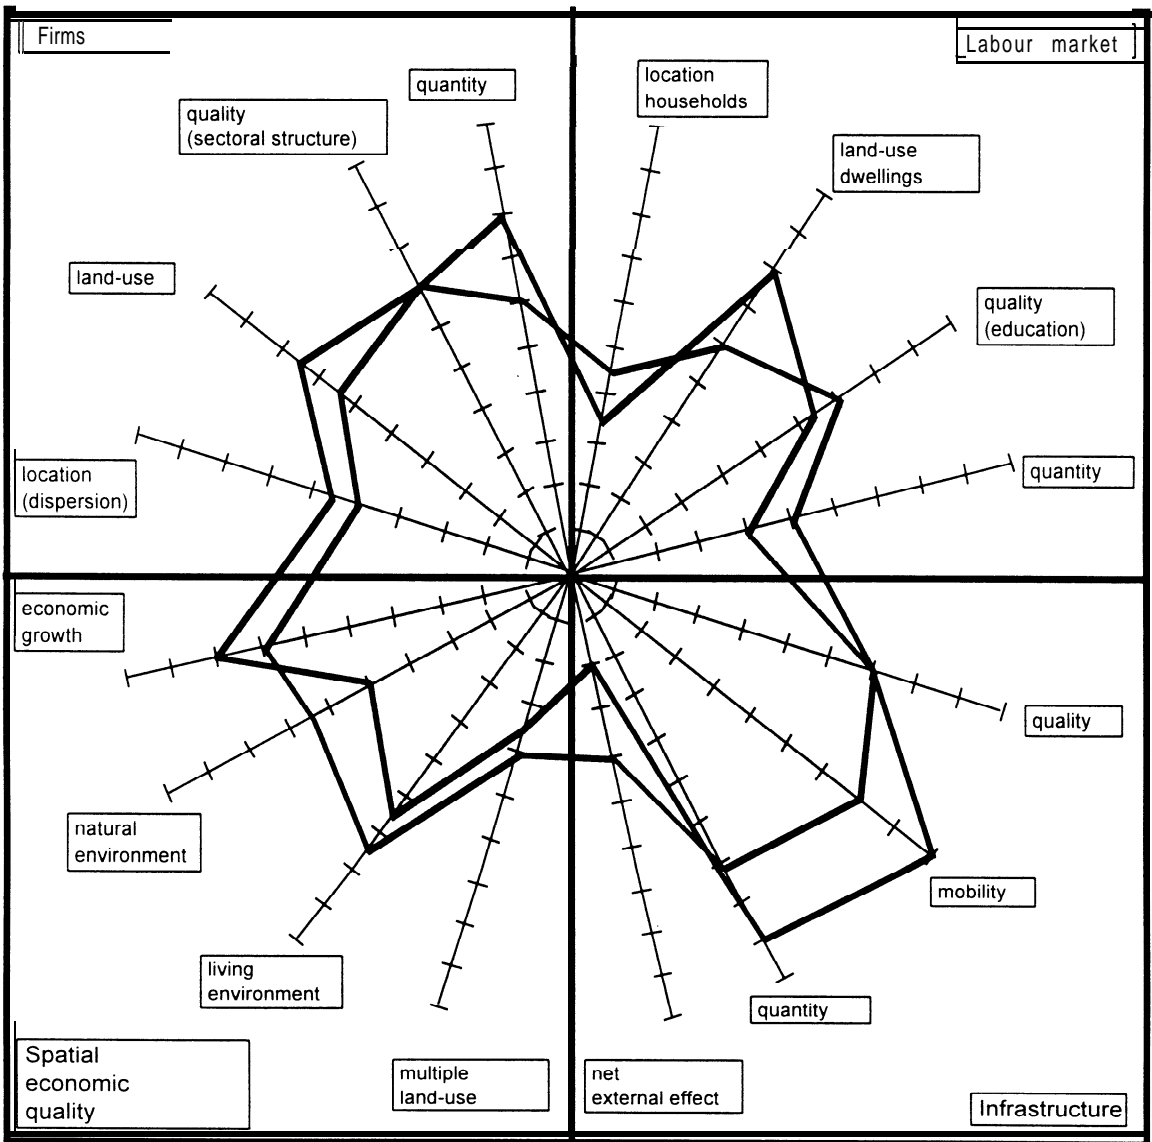 Firms
Labour market
quantity
location
households
quality
(sectoral structure)
land-use
dwellings
land-use
quality
(education)
location
(dispersion)
quantity
economic
growth
quality
natural
environment
mobility
living
environment
quantity
Spatial
economic
quality
multiple
land-use
net
external effect
Infrastructure